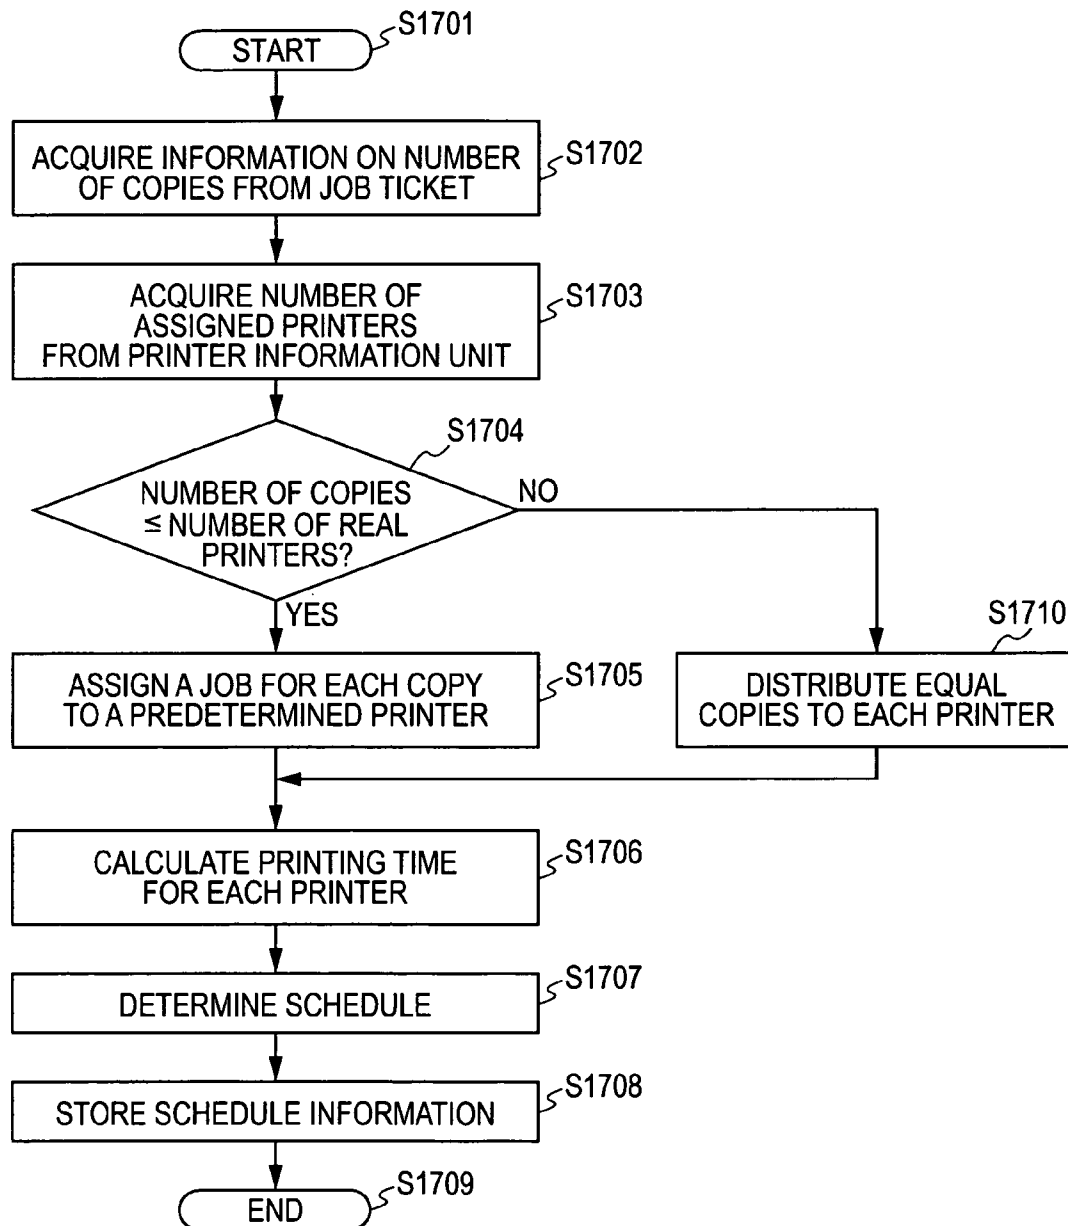 START
S1701
ACQUIRE INFORMATION ON NUMBER
OF COPIES FROM JOB TICKET
S1702
ACQUIRE NUMBER OF
ASSIGNED PRINTERS
FROM PRINTER INFORMATION UNIT
S1703
S1704
NUMBER OF COPIES
≤ NUMBER OF REAL
PRINTERS?
NO
YES
S1710
ASSIGN A JOB FOR EACH COPY
TO A PREDETERMINED PRINTER
S1705
DISTRIBUTE EQUAL
COPIES TO EACH PRINTER
CALCULATE PRINTING TIME
FOR EACH PRINTER
S1706
DETERMINE SCHEDULE
S1707
STORE SCHEDULE INFORMATION
S1708
END
S1709